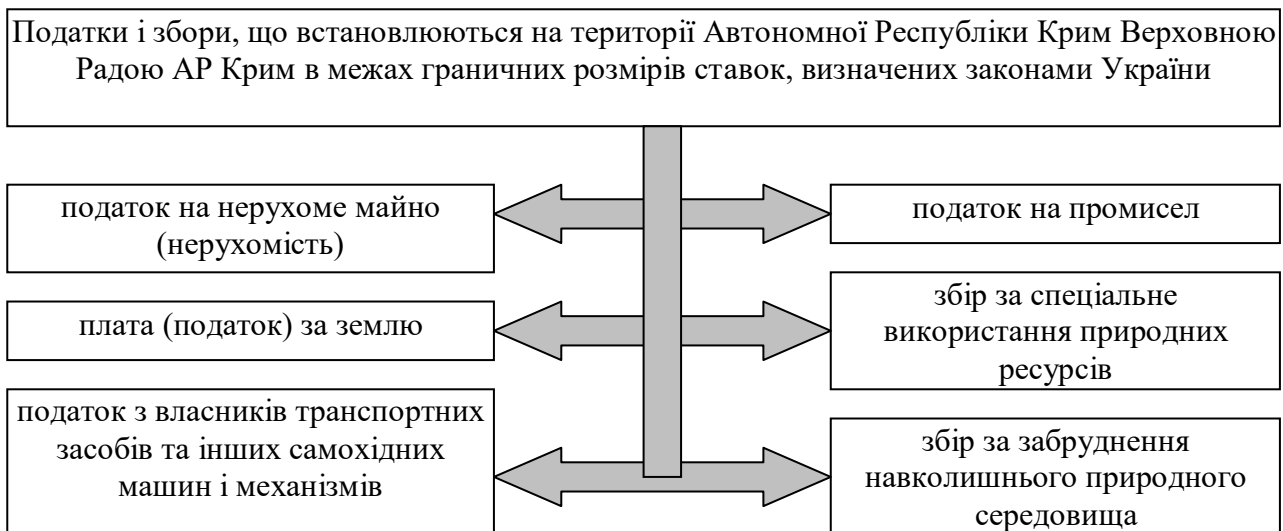 Податки і збори, що встановлюються на території Автономної Республіки Крим Верховною
Радою АР Крим в межах граничних розмірів ставок, визначених законами України
податок на нерухоме майно
(нерухомість)
податок на промисел
плата (податок) за землю
збір за спеціальне
використання природних
ресурсів
податок з власників транспортних
засобів та інших самохідних
машин і механізмів
збір за забруднення
навколишнього природного
середовища